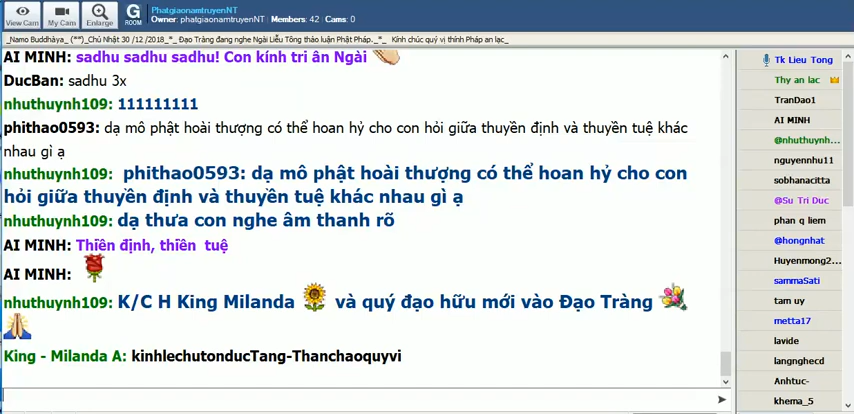 View Cam
My Cam
Enlarge
G
ROOM
PhatgiaonamtruyenNT
Owner: phatgiaonamtruyenNT | Members: 42 | Cams: 0
_Namo Buddhàya_ (**)_Chủ Nhật 30 /12 /2018_*_ Đạo Tràng đang nghe Ngài Liễu Tông thảo luận Phật Pháp._*_ Kính chúc quý vị thính Pháp an lạc_
AI MINH: sadhu sadhu sadhu! Con kính tri ân Ngài
DucBan: sadhu 3x
nhuthuynh109: 111111111
phithao0593: dạ mô phật hoài thượng có thể hoan hỷ cho con hỏi giữa thuyền định và thuyền tuệ khác
nhau gì ạ
nhuthuynh109: phithao0593: dạ mô phật hoài thượng có thể hoan hỷ cho con
hỏi giữa thuyền định và thuyền tuệ khác nhau gì ạ
nhuthuynh109: dạ thưa con nghe âm thanh rõ
AI MINH: Thiền định, thiền tuệ
AI MINH:
nhuthuynh109: K/C H King Milanda và quý đạo hữu mới vào Đạo Tràng
King - Milanda A: kinhlechutonducTang-Thanchaoquyvi
Tk Lieu Tong
Thy an lac
TranDao1
AI MINH
@nhuthuynh...
nguyennhu11
sobhanacitta
@Su Tri Duc
phan q liem
@hongnhat
Huyenmong2...
sammaSati
tam uy
metta17
lavide
langnghecd
Anhtuc-
khema_5